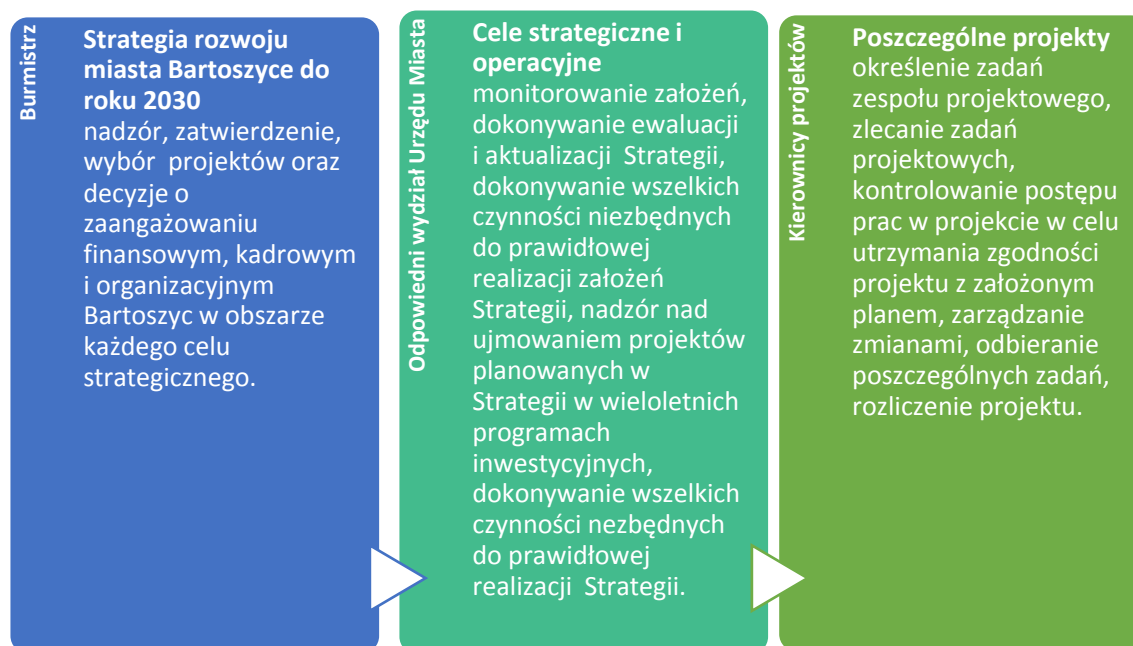 Burmistrz
Strategia rozwoju
miasta Bartoszyce do
roku 2030
nadzór, zatwierdzenie,
wybór projektów oraz
decyzje o
zaangażowaniu
finansowym, kadrowym
i organizacyjnym
Bartoszyc w obszarze
każdego celu
strategicznego.
Odpowiedni wydział Urzędu Miasta
Cele strategiczne i
operacyjne
monitorowanie założeń,
dokonywanie ewaluacji
i aktualizacji Strategii,
dokonywanie wszelkich
czynności niezbędnych
do prawidłowej
realizacji założeń
Strategii, nadzór nad
ujmowaniem projektów
planowanych w
Strategii w wieloletnich
programach
inwestycyjnych,
dokonywanie wszelkich
czynności nezbędnych
do prawidłowej
realizacji Strategii.
Kierownicy projektów
Poszczególne projekty
określenie zadań
zespołu projektowego,
zlecanie zadań
projektowych,
kontrolowanie postępu
prac w projekcie w celu
utrzymania zgodności
projektu z założonym
planem, zarządzanie
zmianami, odbieranie
poszczególnych zadań,
rozliczenie projektu.